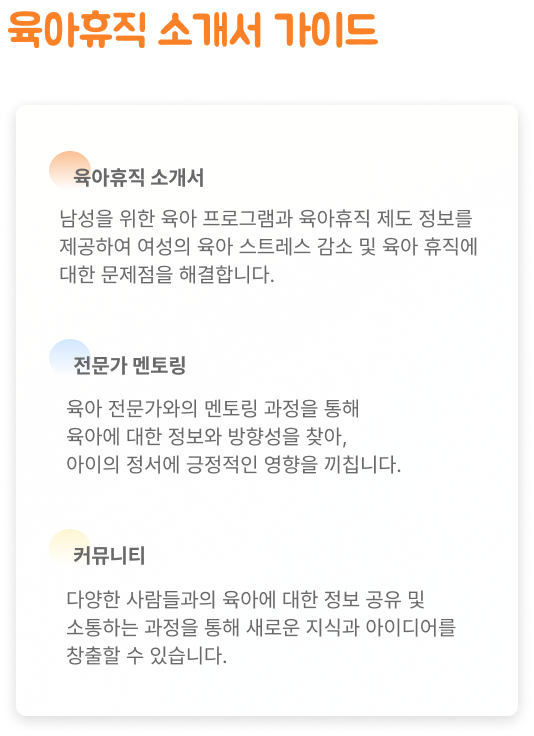 육아휴직 소개서 가이드
육아휴직 소개서
남성을 위한 육아 프로그램과 육아휴직 제도 정보를
제공하여 여성의 육아 스트레스 감소 및 육아 휴직에
대한 문제점을 해결합니다.
전문가 멘토링
육아 전문가와의 멘토링 과정을 통해
육아에 대한 정보와 방향성을 찾아,
아이의 정서에 긍정적인 영향을 끼칩니다.
커뮤니티
다양한 사람들과의 육아에 대한 정보 공유 및
소통하는 과정을 통해 새로운 지식과 아이디어를
창출할 수 있습니다.